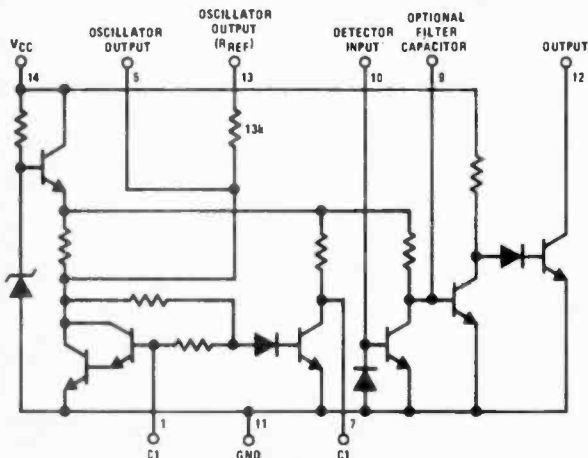 VCC
14
OSCILLATOR
OUTPUT
5
OSCILLATOR
OUTPUT
(RREF)
13
DETECTOR
INPUT
10
OPTIONAL
FILTER
CAPACITOR
9
OUTPUT
12
13k
1
C1
11
GND
7
C1